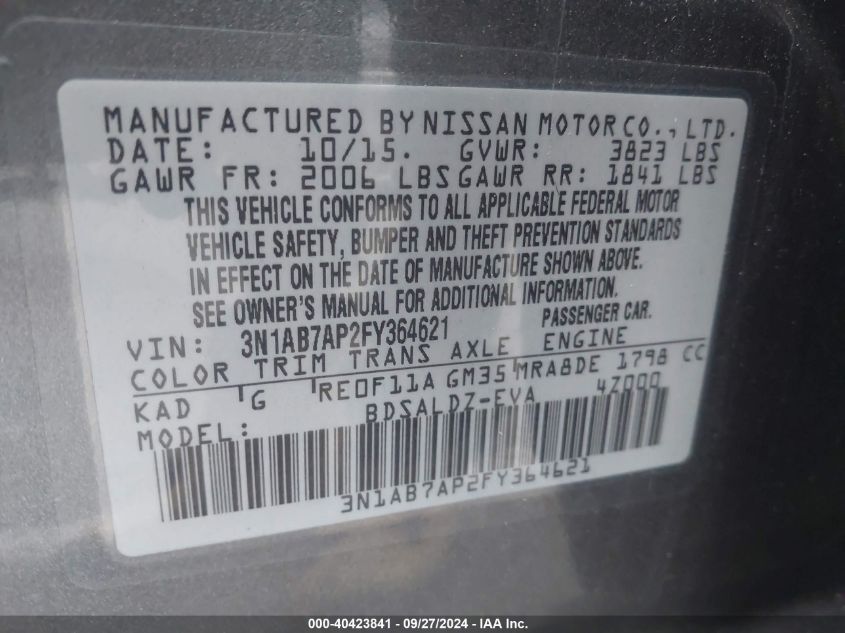 MANUFACTURED BY NISSAN MOTOR CO., LTD.
DATE: 10/15. GVWR: 3823 LBS
GAWR FR: 2006 LBS GAWR RR: 1841 LBS
THIS VEHICLE CONFORMS TO ALL APPLICABLE FEDERAL MOTOR
VEHICLE SAFETY, BUMPER AND THEFT PREVENTION STANDARDS
IN EFFECT ON THE DATE OF MANUFACTURE SHOWN ABOVE.
SEE OWNER'S MANUAL FOR ADDITIONAL INFORMATION.
VIN: 3N1AB7AP2FY364621 PASSENGER CAR.
COLOR TRIM TRANS AXLE ENGINE
KAD G RE0F11A GM35 MRA8DE 1798 CC
MODEL: BDSALDZ-EVA 4Z000
3N1AB7AP2FY364621
000-40423841 - 09/27/2024 - IAA Inc.